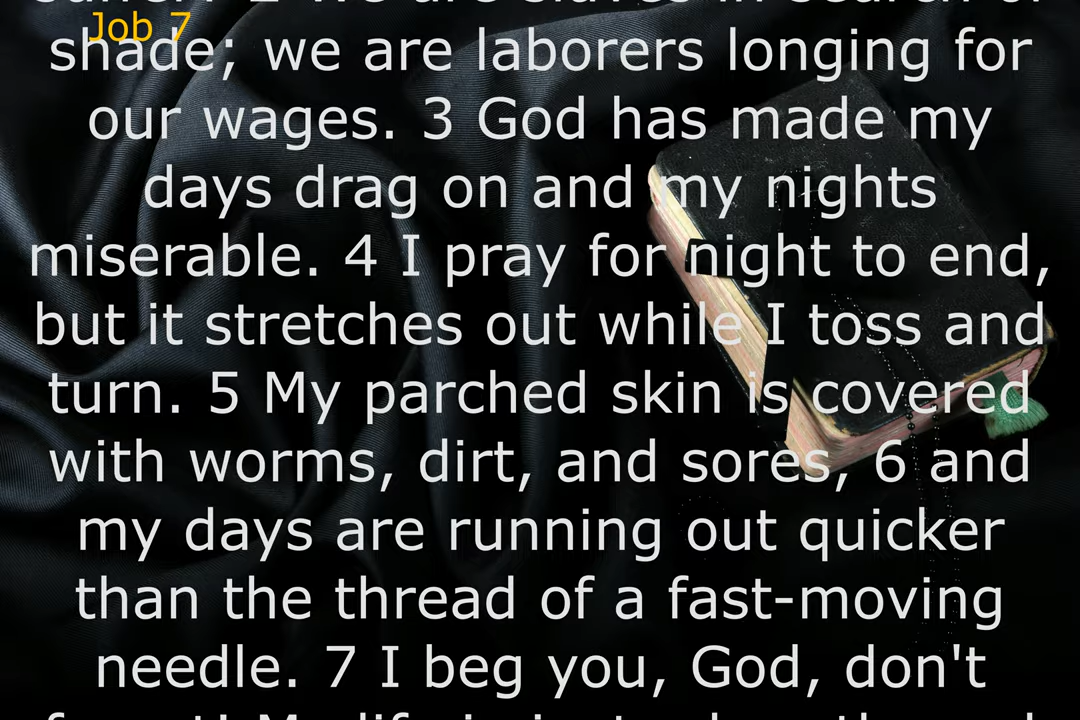 Job 7
shade; we are laborers longing for
our wages. 3 God has made my
days drag on and my nights
miserable. 4 I pray for night to end,
but it stretches out while I toss and
turn. 5 My parched skin is covered
with worms, dirt, and sores, 6 and
my days are running out quicker
than the thread of a fast-moving
needle. 7 I beg you, God, don't